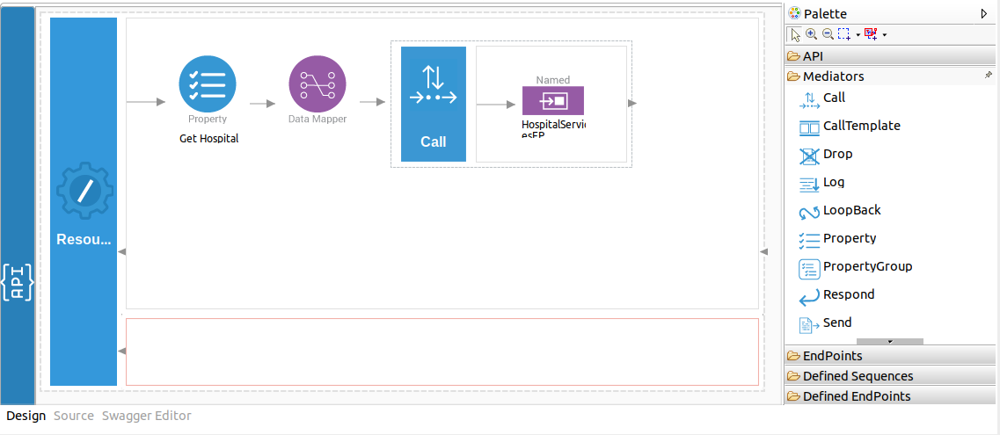 Property
Get Hospital
Data Mapper
Call
Named
HospitalServic
esEP
Resou...
{API}
Design
Source
Swagger Editor
Palette
API
Mediators
Call
CallTemplate
Drop
Log
LoopBack
Property
PropertyGroup
Respond
Send
EndPoints
Defined Sequences
Defined EndPoints